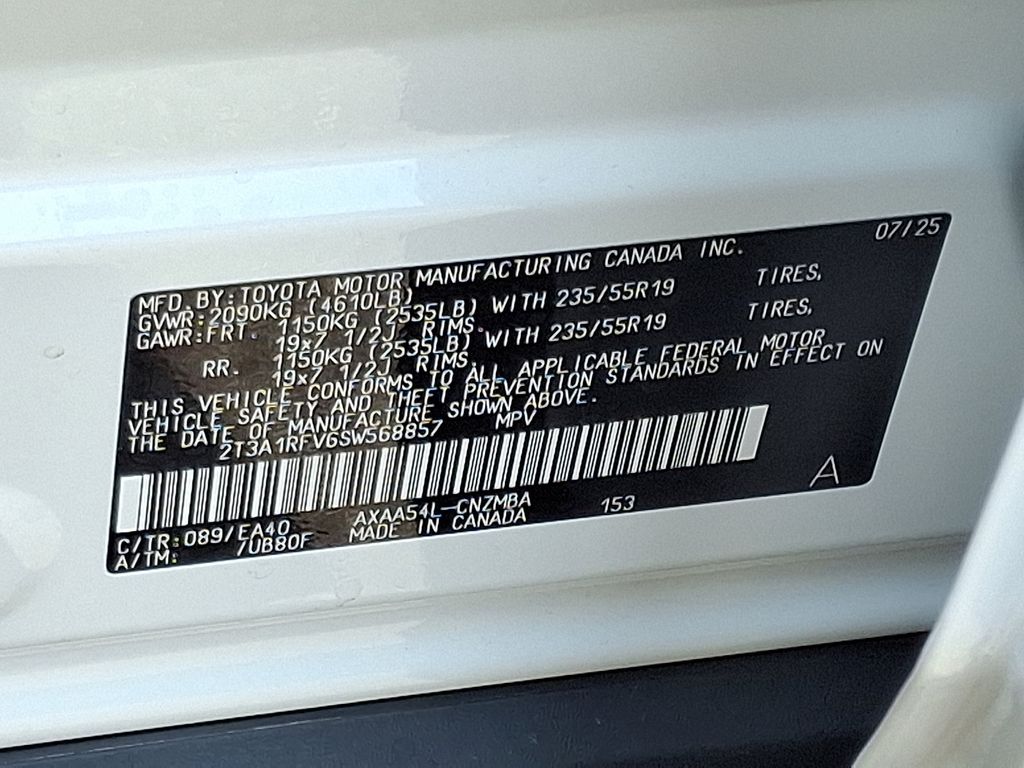 07/25
MFD. BY: TOYOTA MOTOR MANUFACTURING CANADA INC.
GVWR: 2090KG (4610LB)
GAWR: FRT. 1150KG (2535LB) WITH 235/55R19 TIRES,
19x7 1/2J RIMS.
RR. 1150KG (2535LB) WITH 235/55R19 TIRES,
19x7 1/2J RIMS.
THIS VEHICLE CONFORMS TO ALL APPLICABLE FEDERAL MOTOR
VEHICLE SAFETY AND THEFT PREVENTION STANDARDS IN EFFECT ON
THE DATE OF MANUFACTURE SHOWN ABOVE.
2T3A1RFV6SW568857 MPV
A
C/TR: 089/EA40 AXAA54L-CNZMBA 153
A/TM: /UB80F MADE IN CANADA